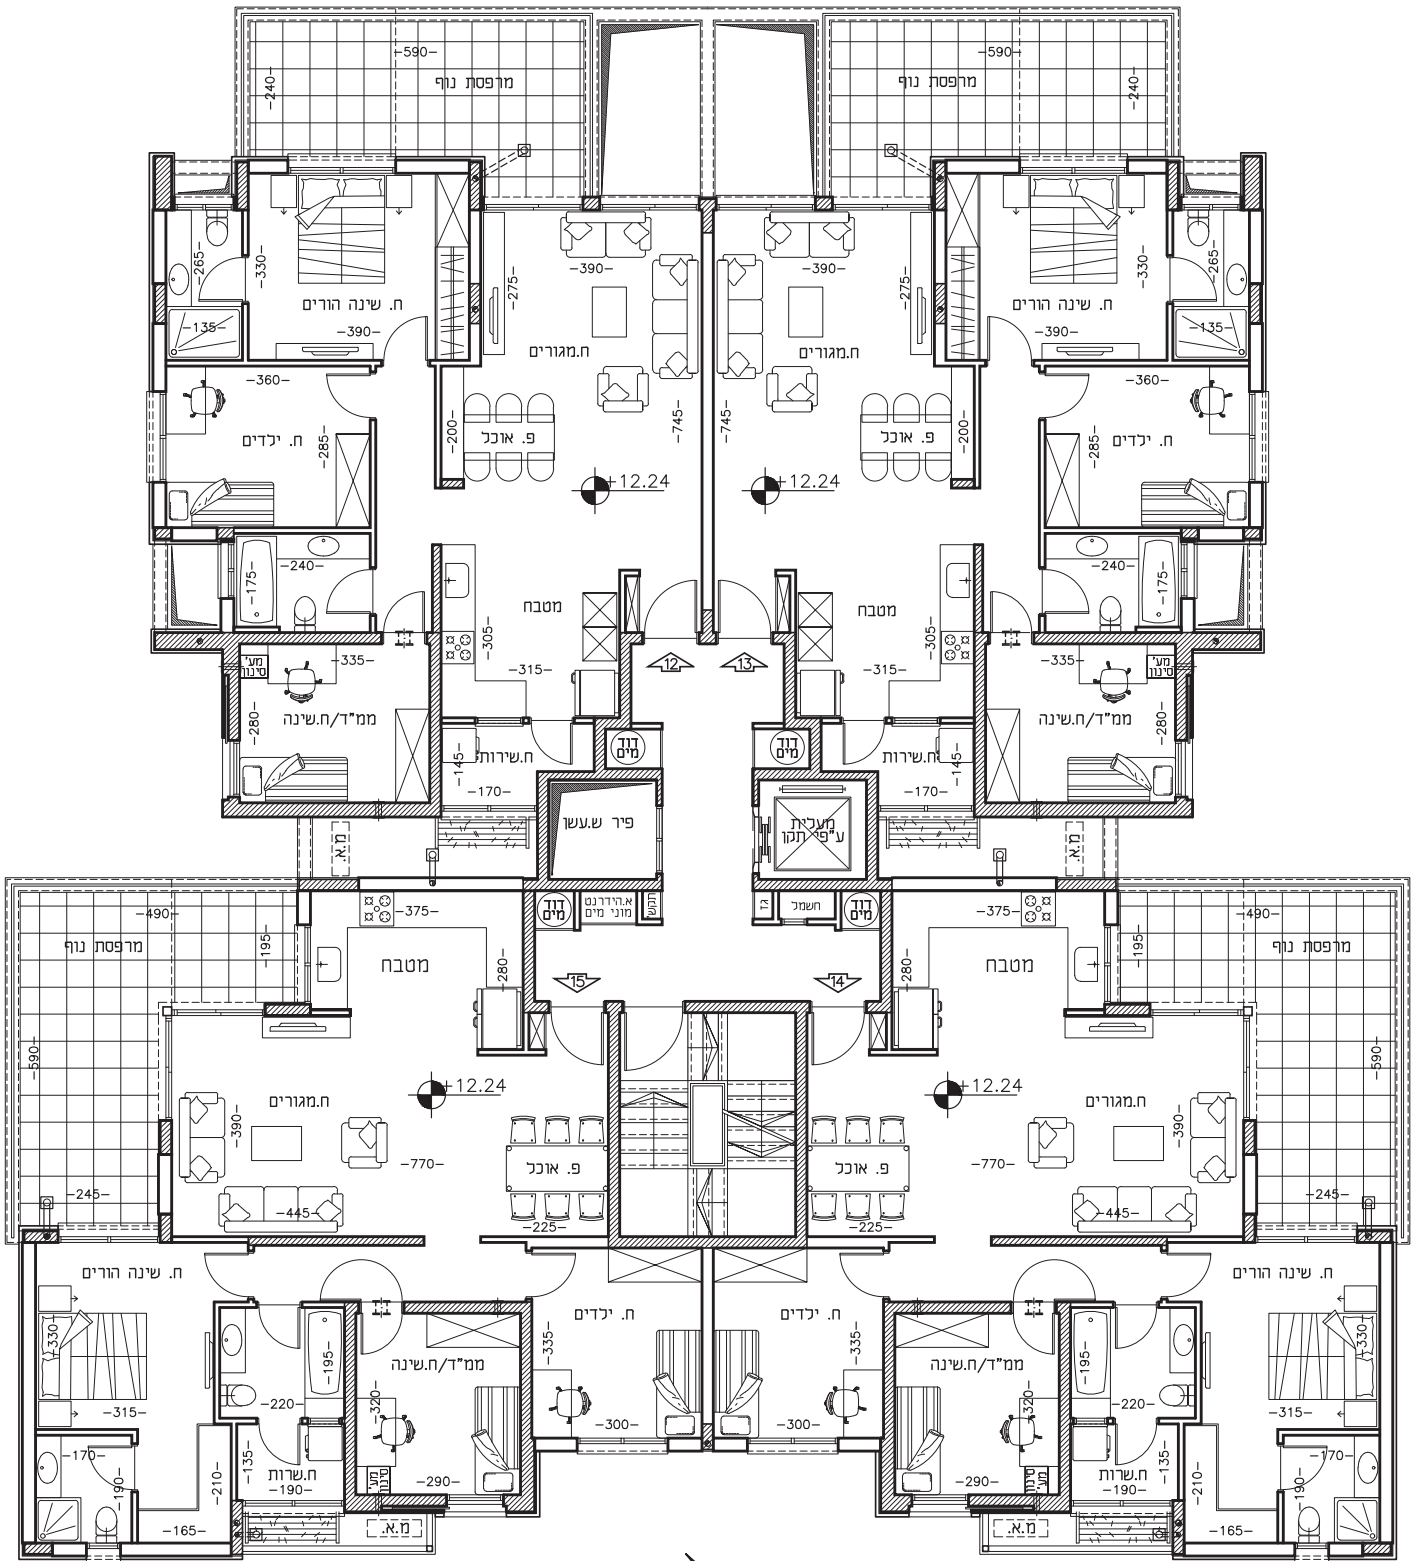 -590-
-590-
-240-
מרפסת נוף
מרפסת נוף
-240-
-265-
-330-
-390-
-275-
-390-
-275-
-330-
-265-
ח. שינה הורים
ח. שינה הורים
-135-
-390-
ח.מגורים
ח.מגורים
-390-
-135-
-360-
-360-
ח. ילדים
-285-
-200-
פ. אוכל
-745-
-745-
פ. אוכל
-200-
-285-
ח. ילדים
+12.24
+12.24
-175-
-240-
-240-
-175-
מטבח
מטבח
-305-
-315-
-315-
-305-
מע'
סינון
-335-
12
13
-335-
מע'
סינון
-280-
ממ"ד/ח.שינה
ממ"ד/ח.שינה
-280-
דוד
מים
דוד
מים
-145-
ח.שירות
ח.שירות
-145-
-170-
-170-
פיר ש.עשן
מעלית
ע"פי תקן
מ.א.
מ.א.
-490-
-375-
דוד
מים
א.הידרנט
מוני מים
תקש'
גז
חשמל
דוד
מים
-375-
-490-
מרפסת נוף
-195-
מטבח
-280-
15
14
-280-
מטבח
-195-
מרפסת נוף
-590-
-590-
+12.24
+12.24
ח.מגורים
ח.מגורים
-390-
-390-
-770-
פ. אוכל
פ. אוכל
-770-
-245-
-445-
-225-
-225-
-445-
-245-
ח. שינה הורים
ח. שינה הורים
ח. ילדים
ח. ילדים
-330-
-195-
ממ"ד/ח.שינה
-335-
-335-
ממ"ד/ח.שינה
-195-
-330-
-315-
-220-
-320-
-300-
-300-
-320-
-220-
-315-
-170-
-135-
-135-
-170-
-190-
-210-
ח.שרות
מע'
סינון
-290-
-290-
מע'
סינון
ח.שרות
-210-
-190-
-190-
-190-
-165-
מ.א.
מ.א.
-165-